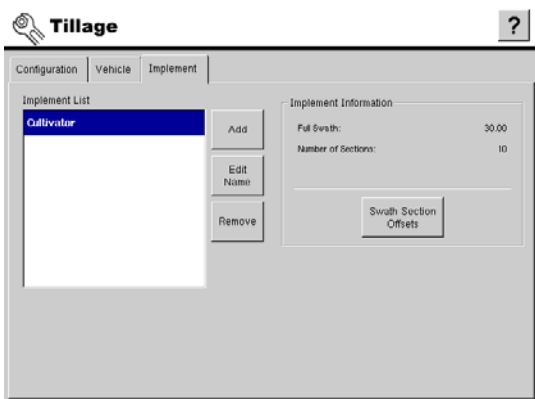 Tillage
?
Configuration
Vehicle
Implement
Implement List
Cultivator
Add
Edit
Name
Remove
Implement Information
Full Swath: 30.00
Number of Sections: 10
Swath Section
Offsets